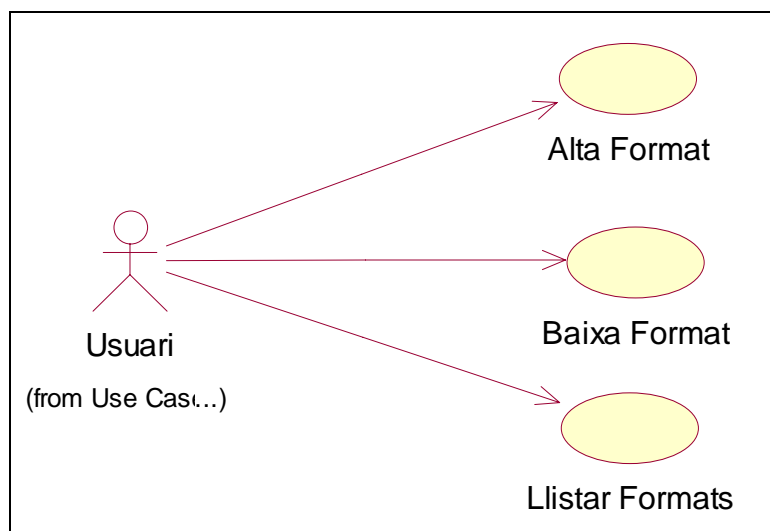 Alta Format
Baixa Format
Usuari
(from Use Cas...)
Llistar Formats